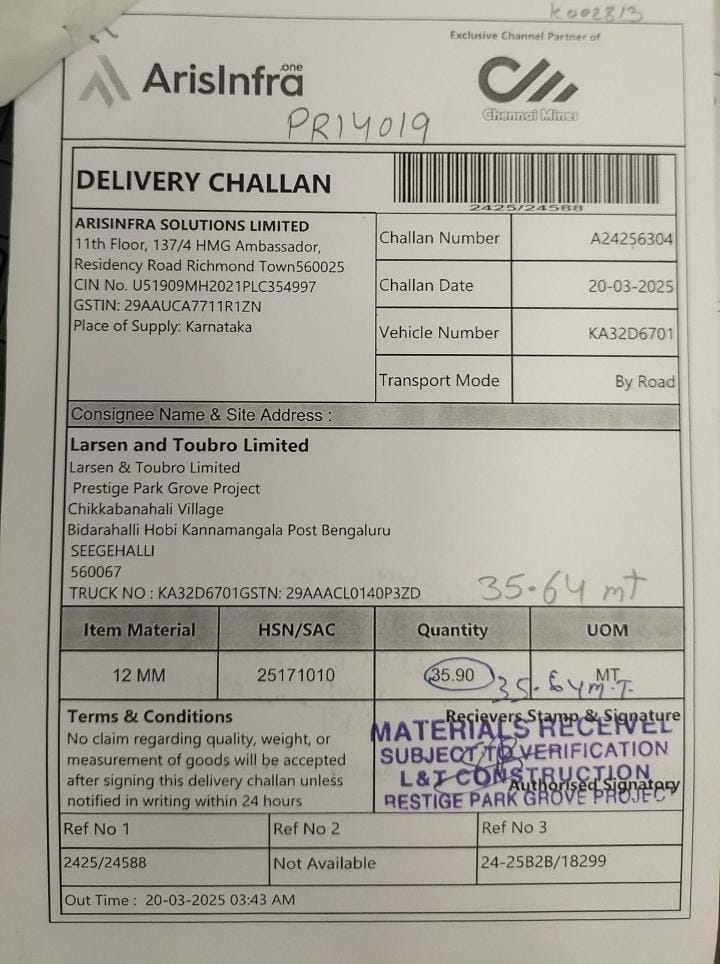 K002813
Exclusive Channel Partner of
ArisInfra .one
Chennai Mines
PR14019
DELIVERY CHALLAN
2425/24588
ARISINFRA SOLUTIONS LIMITED
11th Floor, 137/4 HMG Ambassador,
Residency Road Richmond Town560025
CIN No. U51909MH2021PLC354997
GSTIN: 29AAUCA7711R1ZN
Place of Supply: Karnataka
Challan Number A24256304
Challan Date 20-03-2025
Vehicle Number KA32D6701
Transport Mode By Road
Consignee Name & Site Address :
Larsen and Toubro Limited
Larsen & Toubro Limited
Prestige Park Grove Project
Chikkabanahali Village
Bidarahalli Hobi Kannamangala Post Bengaluru
SEEGEHALLI
560067
TRUCK NO : KA32D6701GSTN: 29AAACL0140P3ZD
35.64 mT
Item Material HSN/SAC Quantity UOM
12 MM 25171010 35.90 MT
35.64 M.T.
Terms & Conditions
No claim regarding quality, weight, or
measurement of goods will be accepted
after signing this delivery challan unless
notified in writing within 24 hours
Recievers Stamp & Signature
MATERIALS RECEIVEL
SUBJECT TO VERIFICATION
L&T CONSTRUCTION
Authorised Signatory
RESTIGE PARK GROVE PROJECT
Ref No 1 Ref No 2 Ref No 3
2425/24588 Not Available 24-25B2B/18299
Out Time : 20-03-2025 03:43 AM